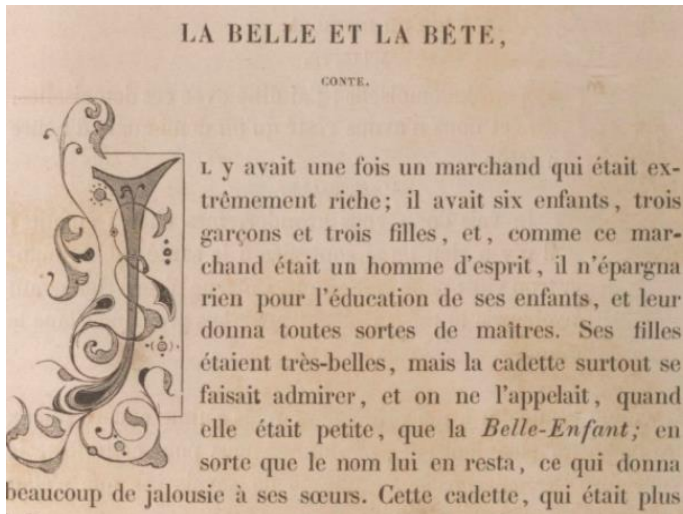 LA BELLE ET LA BÊTE,
CONTE.
IL y avait une fois un marchand qui était ex-
trêmement riche; il avait six enfants, trois
garçons et trois filles, et, comme ce mar-
chand était un homme d'esprit, il n'épargna
rien pour l'éducation de ses enfants, et leur
donna toutes sortes de maîtres. Ses filles
étaient très-belles, mais la cadette surtout se
faisait admirer, et on ne l'appelait, quand
elle était petite, que la Belle-Enfant; en
sorte que le nom lui en resta, ce qui donna
beaucoup de jalousie à ses sœurs. Cette cadette, qui était plus